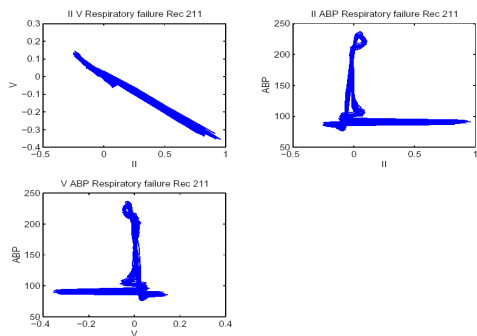 II V Respiratory failure Rec 211
0.3
0.2
0.1
0
−0.1
−0.2
−0.3
−0.4
V
−0.5 0 0.5 1
II
II ABP Respiratory failure Rec 211
250
200
150
100
50
ABP
−0.5 0 0.5 1
II
V ABP Respiratory failure Rec 211
250
200
150
100
50
ABP
−0.4 −0.2 0 0.2 0.4
V